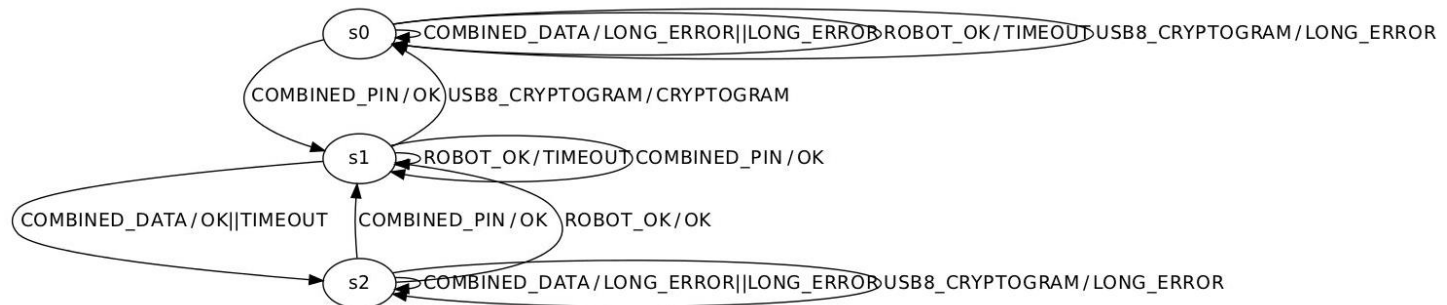 s0
COMBINED_DATA / LONG_ERROR||LONG_ERROR
ROBOT_OK / TIMEOUT
USB8_CRYPTOGRAM / LONG_ERROR
COMBINED_PIN / OK
USB8_CRYPTOGRAM / CRYPTOGRAM
s1
ROBOT_OK / TIMEOUT
COMBINED_PIN / OK
COMBINED_DATA / OK||TIMEOUT
COMBINED_PIN / OK
ROBOT_OK / OK
s2
COMBINED_DATA / LONG_ERROR||LONG_ERROR
USB8_CRYPTOGRAM / LONG_ERROR